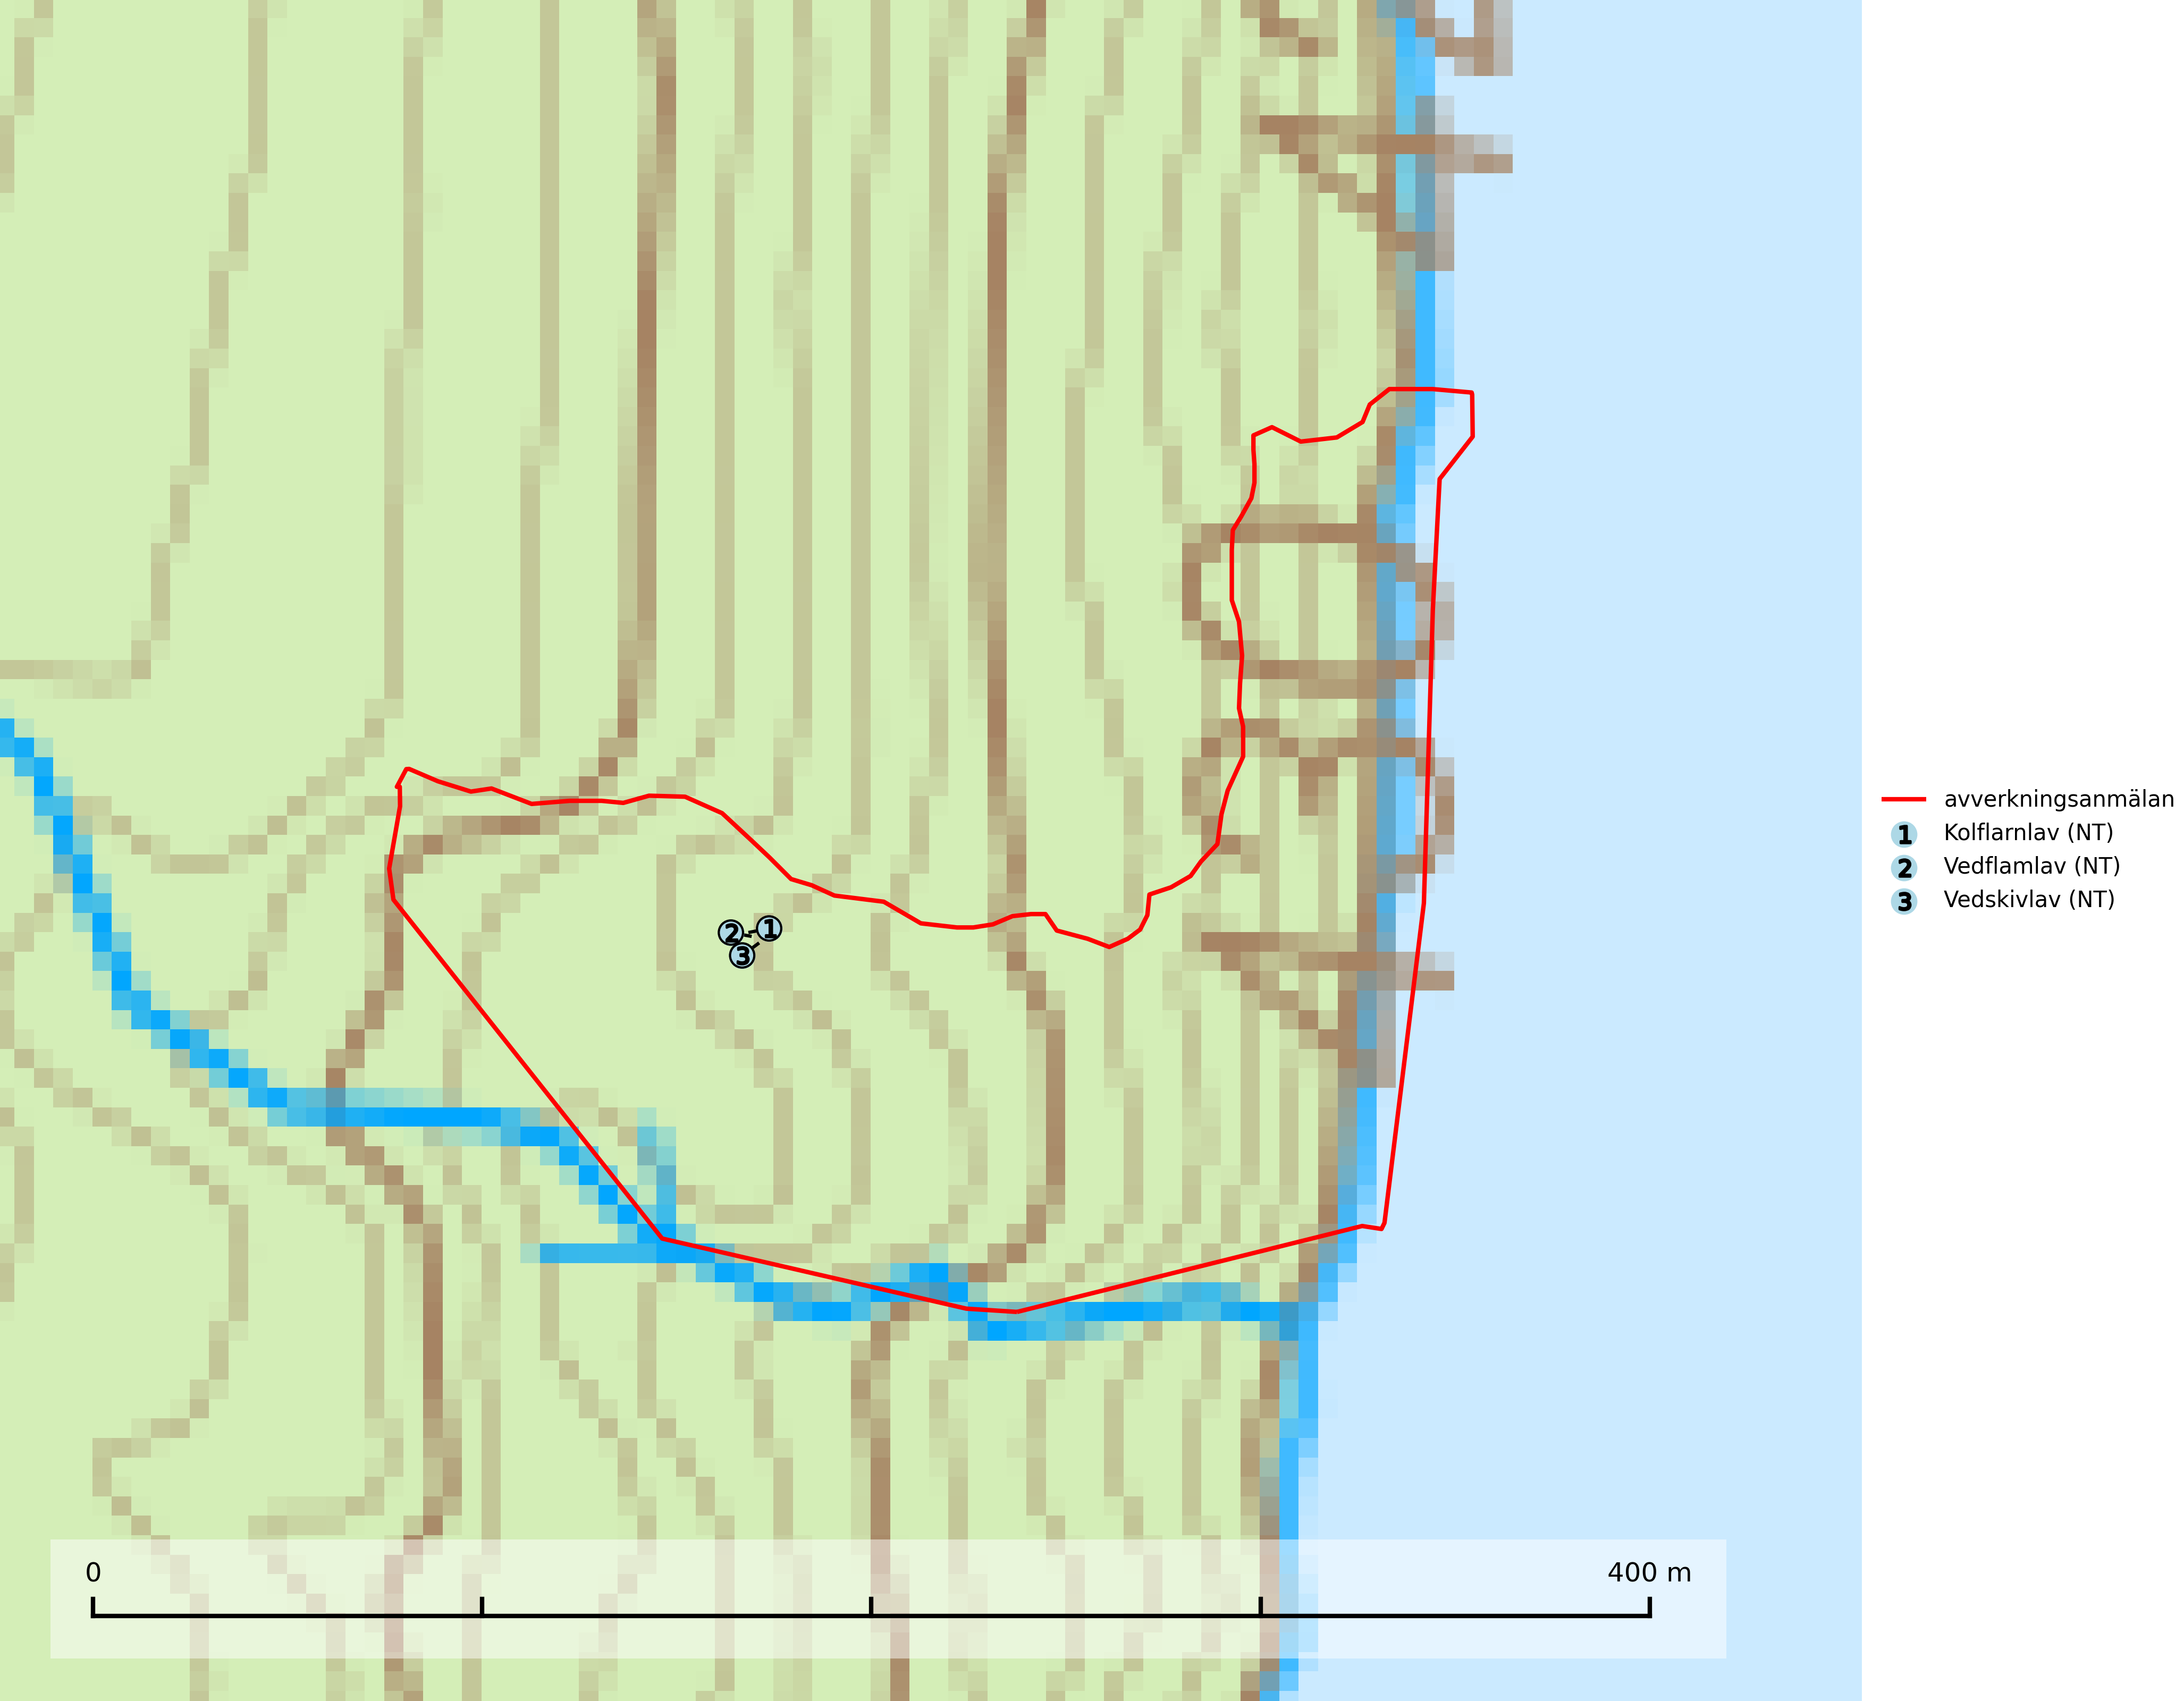 avverkningsanmälan
1 Kolflarnlav (NT)
2 Vedflamlav (NT)
3 Vedskivlav (NT)
2 1
3
0 400 m